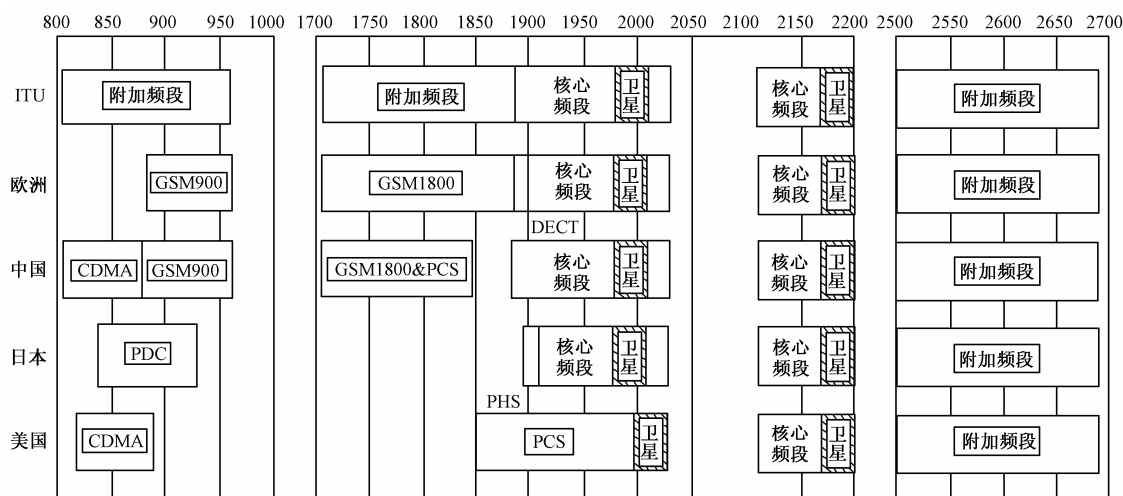 800 850 900 950 1000 1700 1750 1800 1850 1900 1950 2000 2050 2100 2150 2200 2500 2550 2600 2650 2700
ITU 附加频段 附加频段 核心频段 卫星 核心频段 卫星 附加频段
欧洲 GSM900 GSM1800 核心频段 卫星 核心频段 卫星 附加频段
DECT
中国 CDMA GSM900 GSM1800&PCS 核心频段 卫星 核心频段 卫星 附加频段
日本 PDC 核心频段 卫星 核心频段 卫星 附加频段
PHS
美国 CDMA PCS 卫星 核心频段 卫星 附加频段